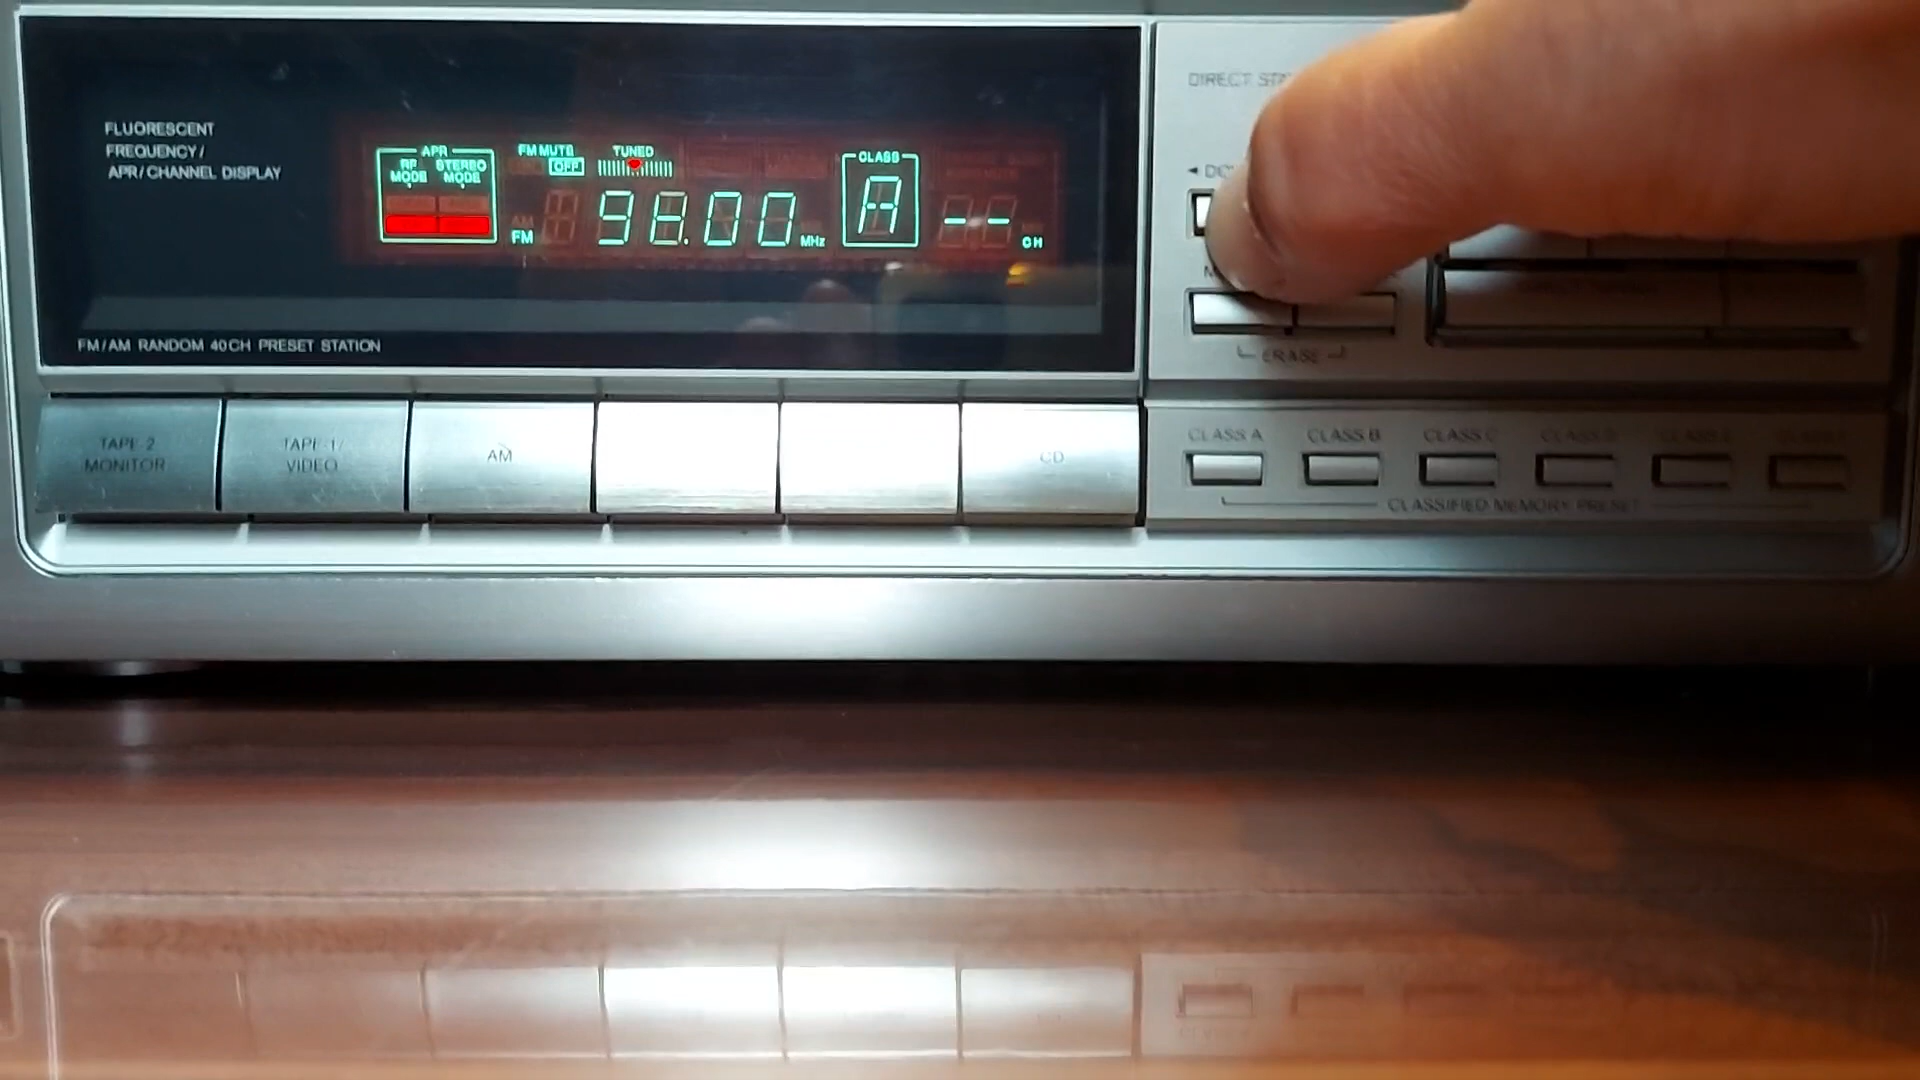 FLUORESCENT
FREQUENCY/
APR/CHANNEL DISPLAY
APR
RF MODE
STEREO MODE
FM MUTE
OFF
TUNED
AM
FM
98.00 MHz
CLASS
A
-- CH
FM/AM RANDOM 40CH PRESET STATION
DIRECT
◄
ERASE
TAPE-2
MONITOR
TAPE-1/
VIDEO
AM
CD
CLASS A
CLASS B
CLASS C
CLASSIFIED MEMORY PRESET